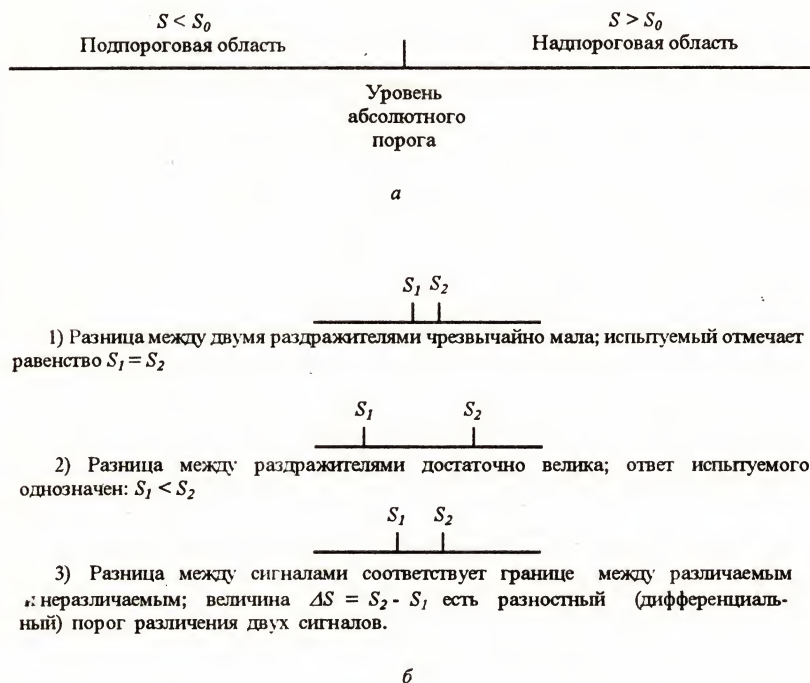 S < S0 S > S0
Подпороговая область Надпороговая область
Уровень
абсолютного
порога
а
S1 S2
1) Разница между двумя раздражителями чрезвычайно мала; испытуемый отмечает
равенство S1 = S2
S1 S2
2) Разница между раздражителями достаточно велика; ответ испытуемого
однозначен: S1 < S2
S1 S2
3) Разница между сигналами соответствует границе между различаемым
и неразличаемым; величина ΔS = S2 - S1 есть разностный (дифференциаль-
ный) порог различения двух сигналов.
б